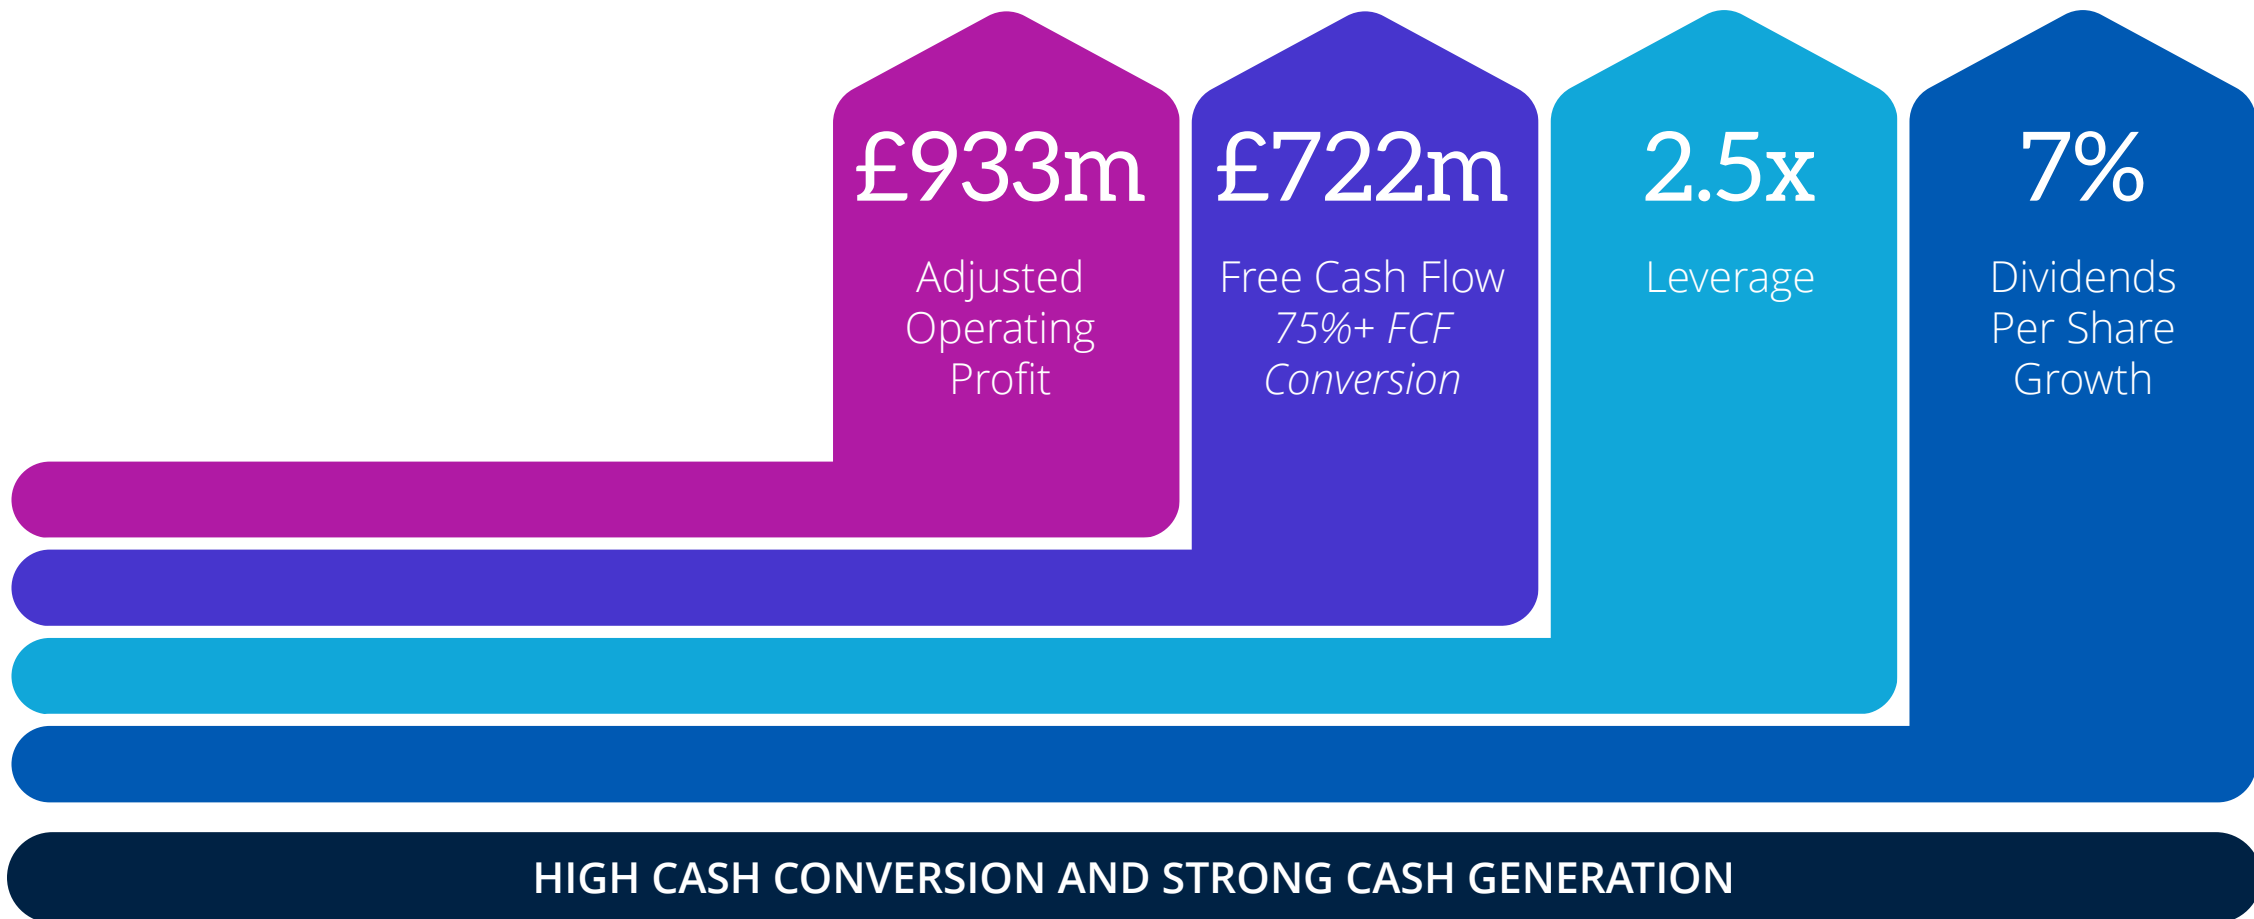 £933m
Adjusted
Operating
Profit
£722m
Free Cash Flow
75%+ FCF
Conversion
2.5x
Leverage
7%
Dividends
Per Share
Growth
HIGH CASH CONVERSION AND STRONG CASH GENERATION